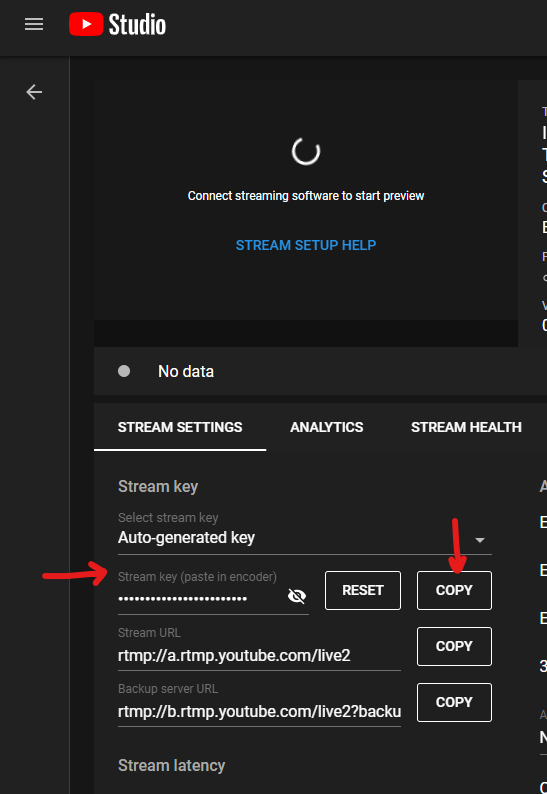 Studio
Connect streaming software to start preview
STREAM SETUP HELP
No data
STREAM SETTINGS ANALYTICS STREAM HEALTH
Stream key
Select stream key
Auto-generated key
Stream key (paste in encoder)
•••••••••••••••••••••••• RESET COPY
Stream URL
rtmp://a.rtmp.youtube.com/live2 COPY
Backup server URL
rtmp://b.rtmp.youtube.com/live2?backu COPY
Stream latency